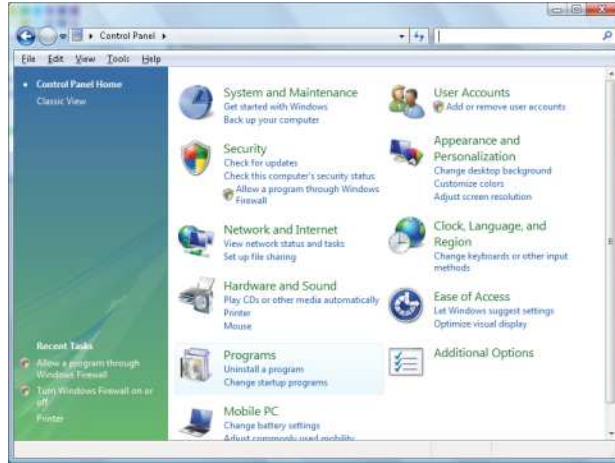 Control Panel
File Edit View Tools Help
Control Panel Home
Classic View
Recent Tasks
Allow a program through
Windows Firewall
Turn Windows Firewall on or
off
Printer
System and Maintenance
Get started with Windows
Back up your computer
Security
Check for updates
Check this computer's security status
Allow a program through Windows
Firewall
Network and Internet
View network status and tasks
Set up file sharing
Hardware and Sound
Play CDs or other media automatically
Printer
Mouse
Programs
Uninstall a program
Change startup programs
Mobile PC
Change battery settings
Adjust commonly used mobility
User Accounts
Add or remove user accounts
Appearance and
Personalization
Change desktop background
Customize colors
Adjust screen resolution
Clock, Language, and
Region
Change keyboards or other input
methods
Ease of Access
Let Windows suggest settings
Optimize visual display
Additional Options